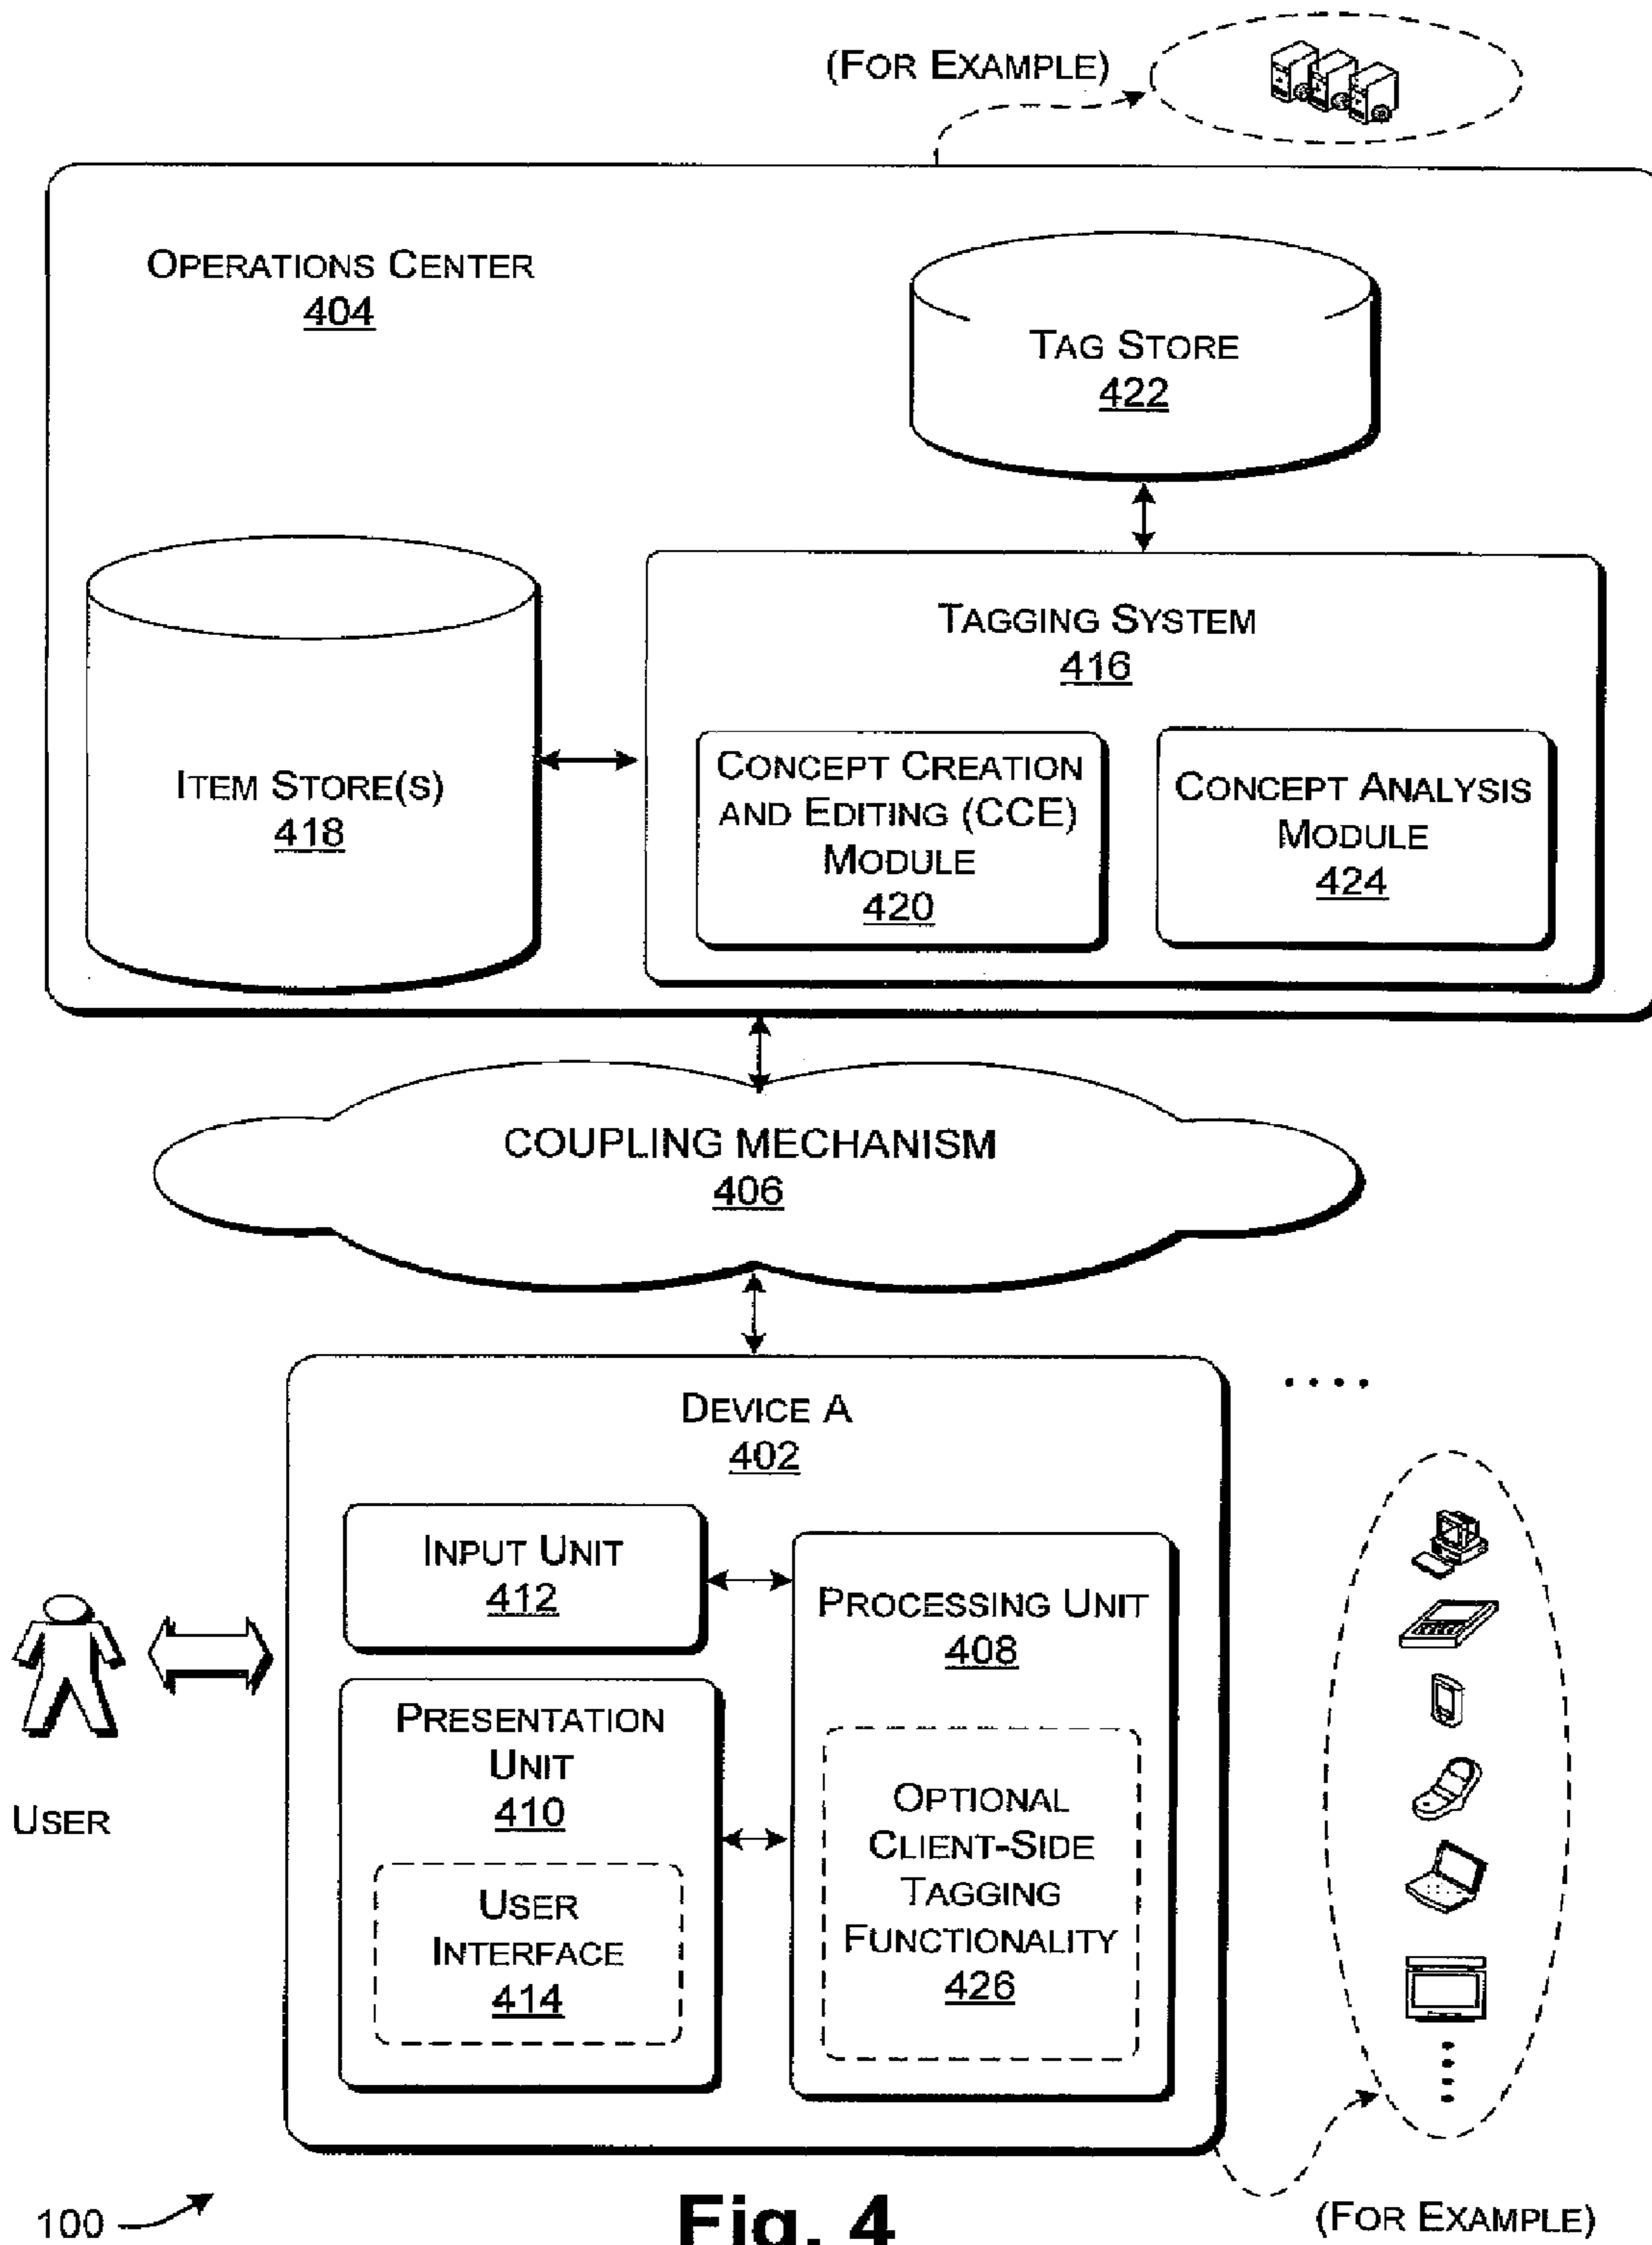 (FOR EXAMPLE)
OPERATIONS CENTER
404
TAG STORE
422
TAGGING SYSTEM
416
ITEM STORE(S)
418
CONCEPT CREATION
AND EDITING (CCE)
MODULE
420
CONCEPT ANALYSIS
MODULE
424
COUPLING MECHANISM
406
DEVICE A
402
INPUT UNIT
412
PROCESSING UNIT
408
PRESENTATION
UNIT
410
USER
INTERFACE
414
OPTIONAL
CLIENT-SIDE
TAGGING
FUNCTIONALITY
426
USER
100
Fig. 4
(FOR EXAMPLE)